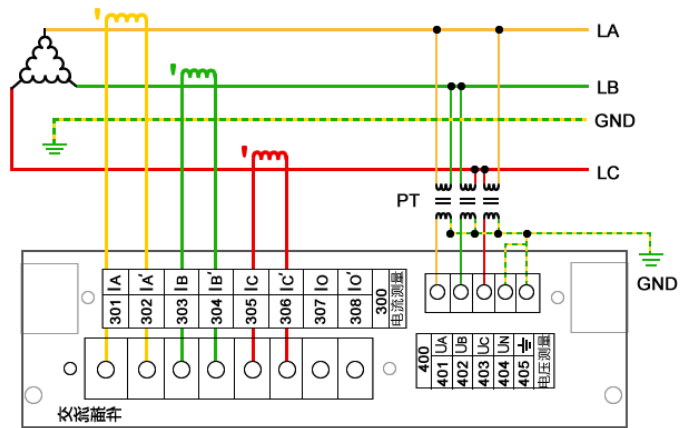 LA
LB
GND
LC
PT
GND
301 IA
302 IA'
303 IB
304 IB'
305 IC
306 IC'
307 IO
308 IO'
300 电流测量
400
401 UA
402 UB
403 UC
404 UN
405
电压测量
交流